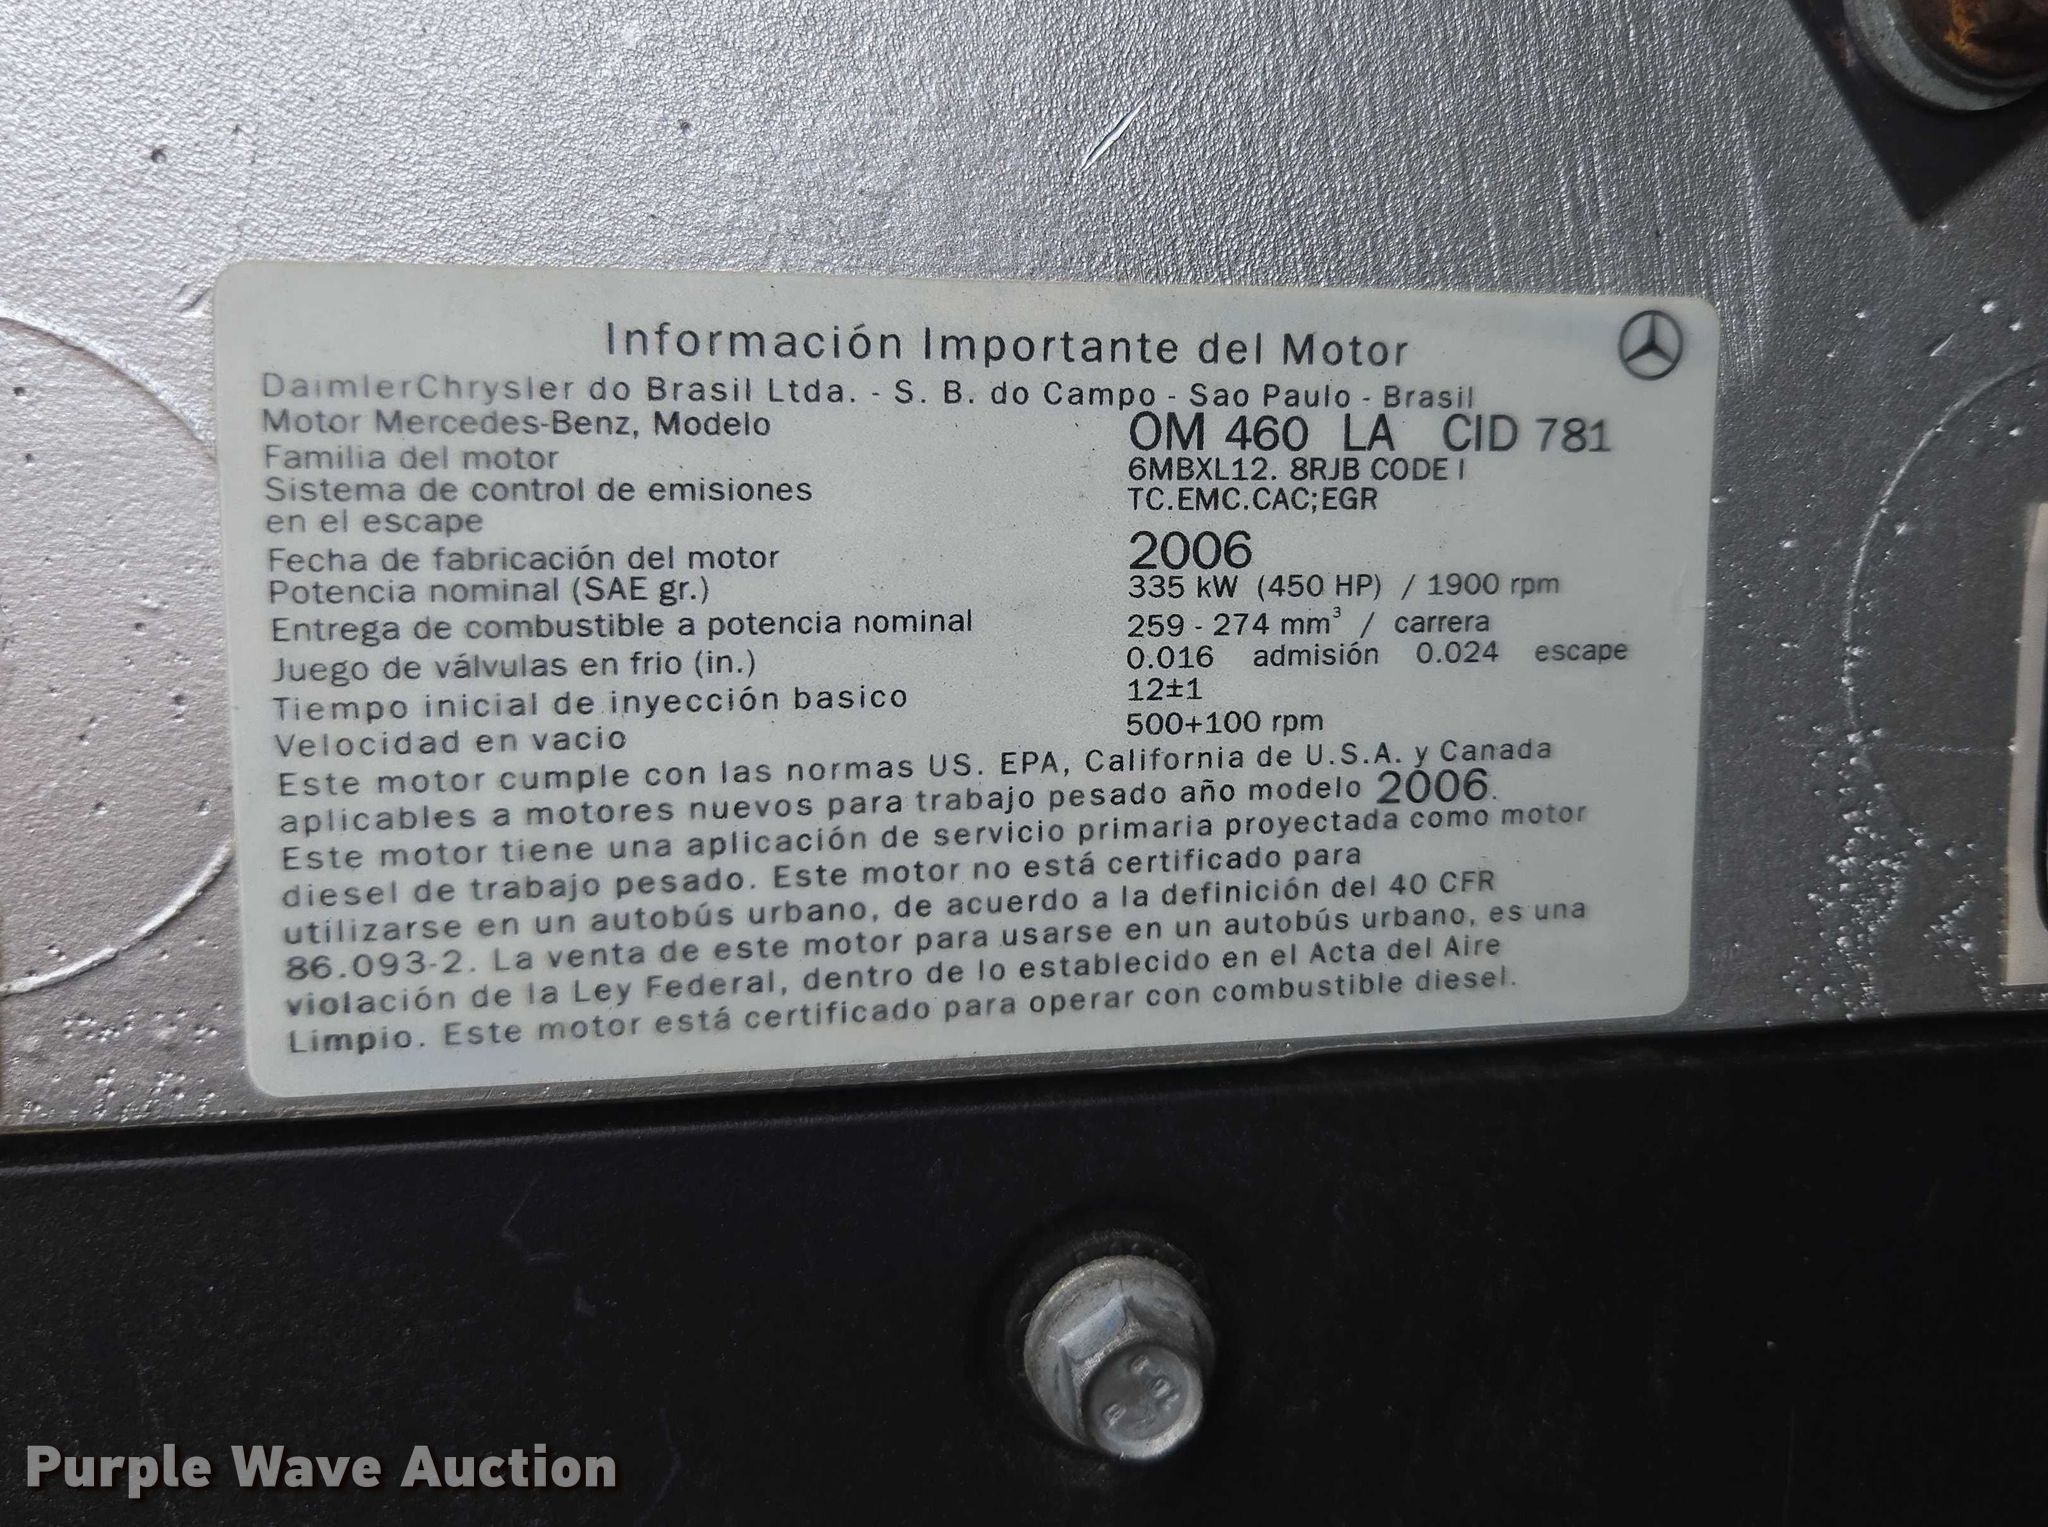 Información Importante del Motor
DaimlerChrysler do Brasil Ltda. - S. B. do Campo - Sao Paulo - Brasil
Motor Mercedes-Benz, Modelo OM 460 LA CID 781
Familia del motor 6MBXL12. 8RJB CODE I
Sistema de control de emisiones TC.EMC.CAC;EGR
en el escape
Fecha de fabricación del motor 2006
Potencia nominal (SAE gr.) 335 kW (450 HP) / 1900 rpm
Entrega de combustible a potencia nominal 259 - 274 mm³ / carrera
Juego de válvulas en frio (in.) 0.016 admisión 0.024 escape
Tiempo inicial de inyección basico 12±1
Velocidad en vacio 500+100 rpm
Este motor cumple con las normas US. EPA, California de U.S.A. y Canada
aplicables a motores nuevos para trabajo pesado año modelo 2006.
Este motor tiene una aplicación de servicio primaria proyectada como motor
diesel de trabajo pesado. Este motor no está certificado para
utilizarse en un autobús urbano, de acuerdo a la definición del 40 CFR
86.093-2. La venta de este motor para usarse en un autobús urbano, es una
violación de la Ley Federal, dentro de lo establecido en el Acta del Aire
Limpio. Este motor está certificado para operar con combustible diesel.
Purple Wave Auction